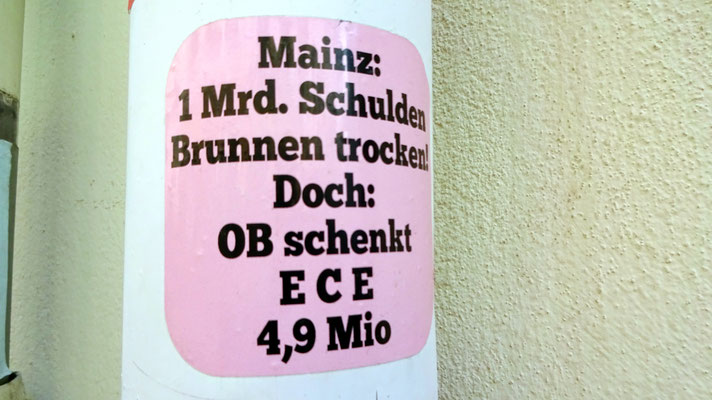 Mainz:
1 Mrd. Schulden
Brunnen trocken!
Doch:
OB schenkt
E C E
4,9 Mio